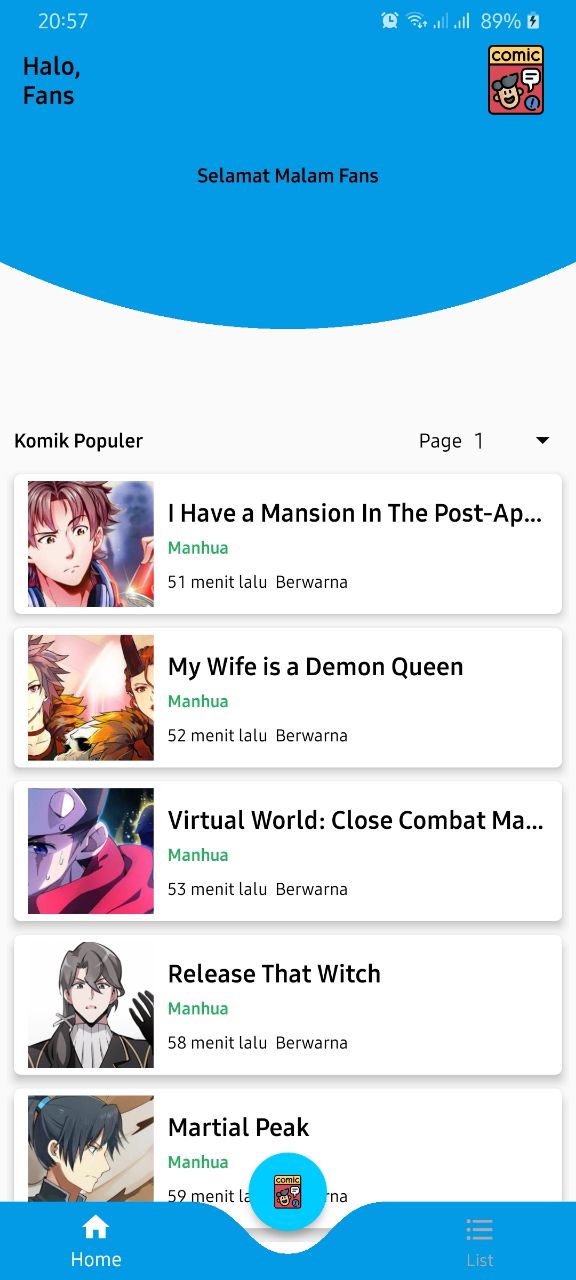 20:57
89%
Halo,
Fans
comic
Selamat Malam Fans
Komik Populer
Page 1
I Have a Mansion In The Post-Ap...
Manhua
51 menit lalu Berwarna
My Wife is a Demon Queen
Manhua
52 menit lalu Berwarna
Virtual World: Close Combat Ma...
Manhua
53 menit lalu Berwarna
Release That Witch
Manhua
58 menit lalu Berwarna
Martial Peak
Manhua
59 menit la
rna
comic
Home
List